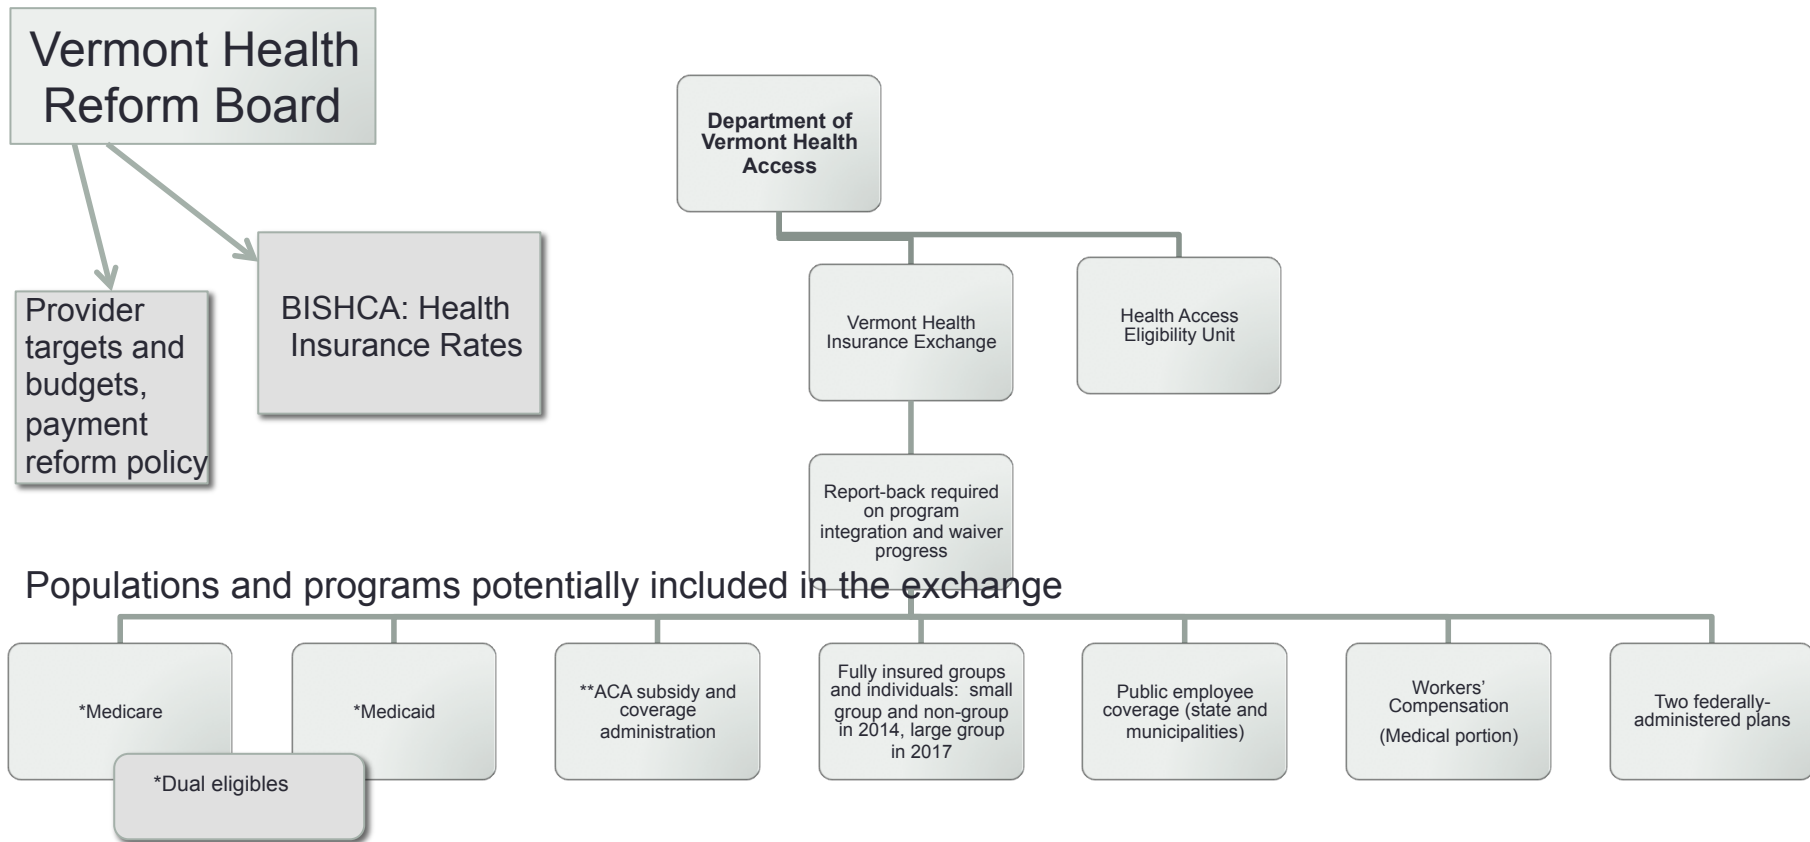 Vermont Health
Reform Board
Department of
Vermont Health
Access
Provider
targets and
budgets,
payment
reform policy
BISHCA: Health
Insurance Rates
Vermont Health
Insurance Exchange
Health Access
Eligibility Unit
Report-back required
on program
integration and waiver
progress
Populations and programs potentially included in the exchange
*Medicare
*Medicaid
*Dual eligibles
**ACA subsidy and
coverage
administration
Fully insured groups
and individuals: small
group and non-group
in 2014, large group
in 2017
Public employee
coverage (state and
municipalities)
Workers'
Compensation
(Medical portion)
Two federally-
administered plans